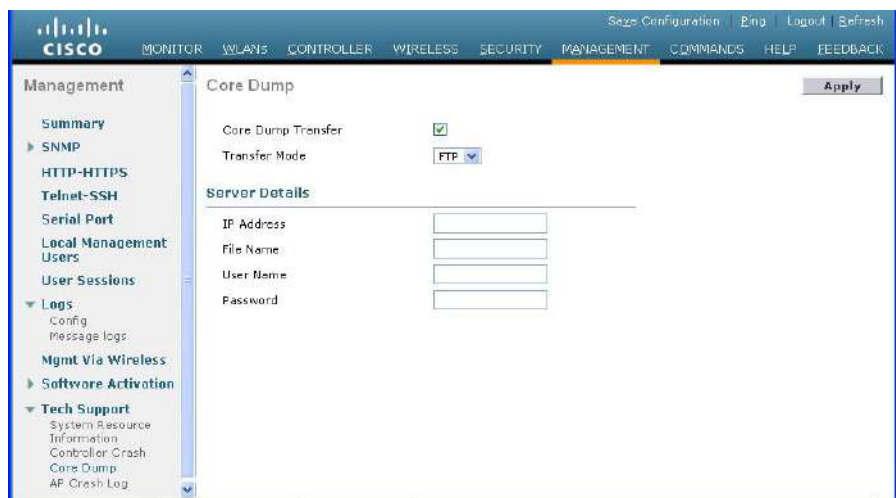 Save Configuration | Ping | Logout | Refresh
CISCO
MONITOR WLANs CONTROLLER WIRELESS SECURITY MANAGEMENT COMMANDS HELP FEEDBACK
Management
Summary
SNMP
HTTP-HTTPS
Telnet-SSH
Serial Port
Local Management
Users
User Sessions
Logs
Config
Message logs
Mgmt Via Wireless
Software Activation
Tech Support
System Resource
Information
Controller Crash
Core Dump
AP Crash Log
Core Dump
Apply
Core Dump Transfer
Transfer Mode FTP
Server Details
IP Address
File Name
User Name
Password